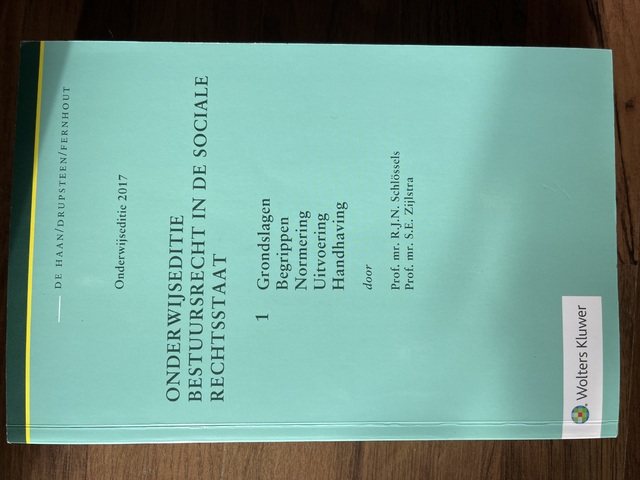 DE HAAN/DRUPSTEEN/FERNHOUT
Onderwijseditie 2017
ONDERWIJSEDITIE
BESTUURSRECHT IN DE SOCIALE
RECHTSSTAAT
1 Grondslagen
Begrippen
Normering
Uitvoering
Handhaving
door
Prof. mr. R.J.N. Schlössels
Prof. mr. S.E. Zijlstra
Wolters Kluwer